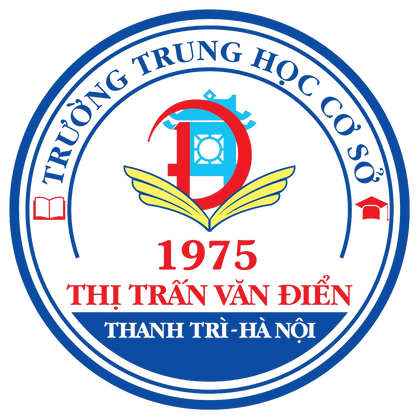 TRƯỜNG TRUNG HỌC CƠ SỞ
Đ
1975
THỊ TRẤN VĂN ĐIỂN
THANH TRÌ-HÀ NỘI